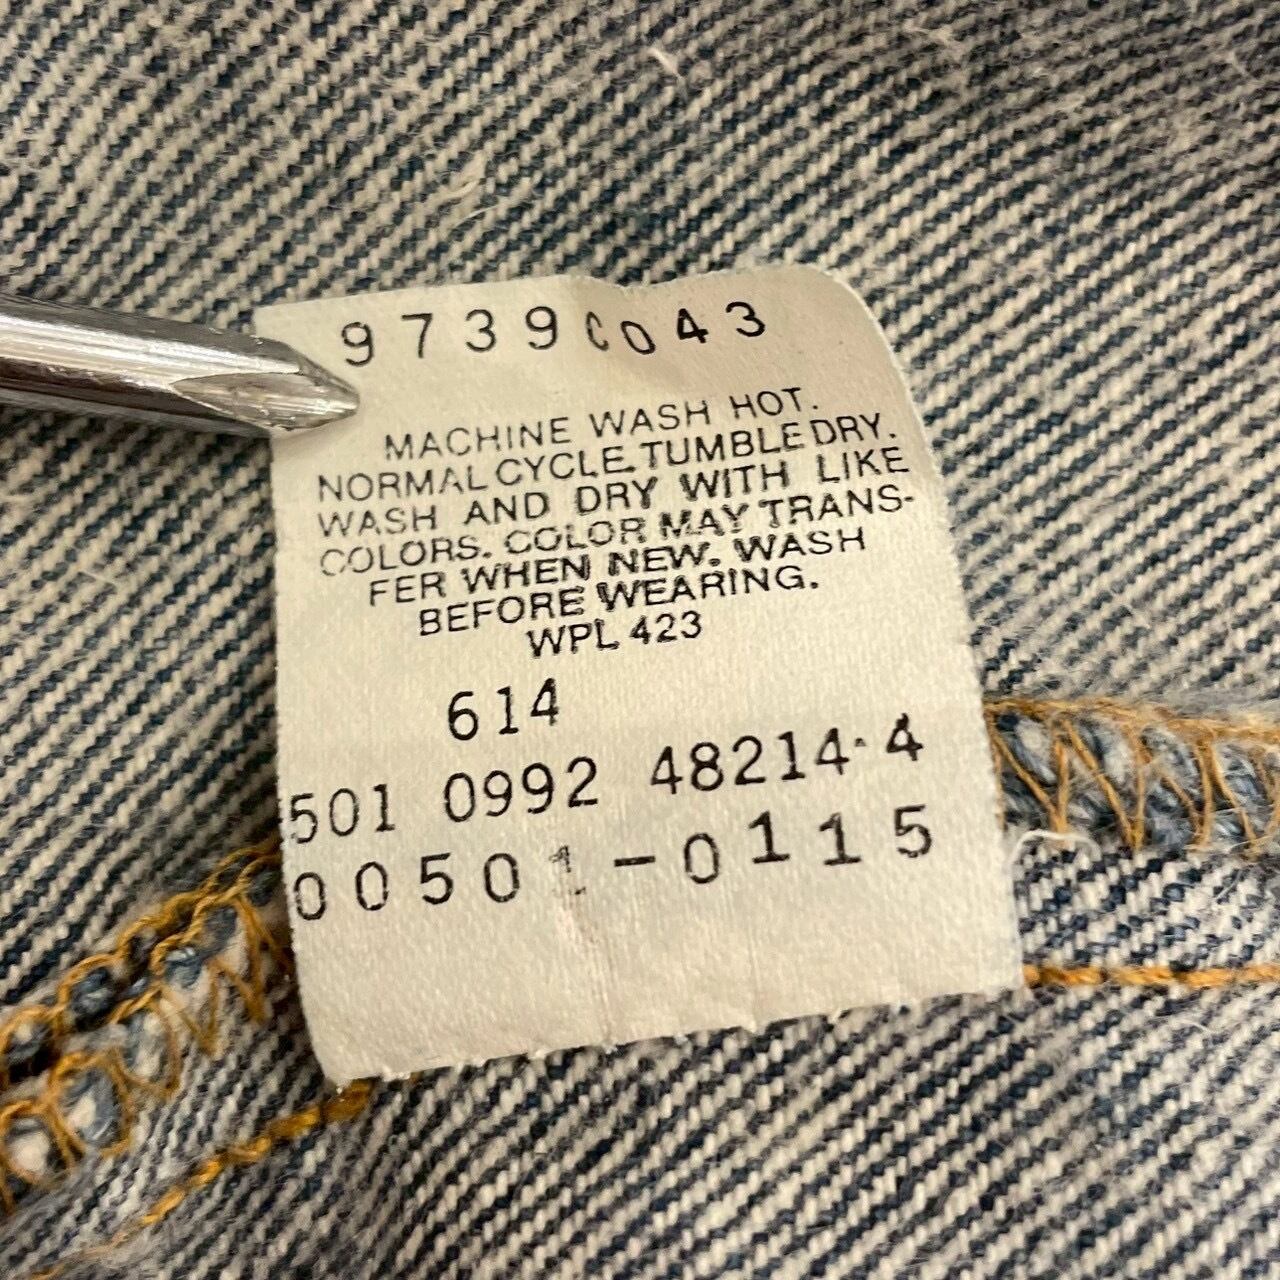 9739C043
MACHINE WASH HOT.
NORMAL CYCLE. TUMBLE DRY.
WASH AND DRY WITH LIKE
COLORS. COLOR MAY TRANS-
FER WHEN NEW. WASH
BEFORE WEARING.
WPL 423
614
501 0992 48214-4
00501-0115